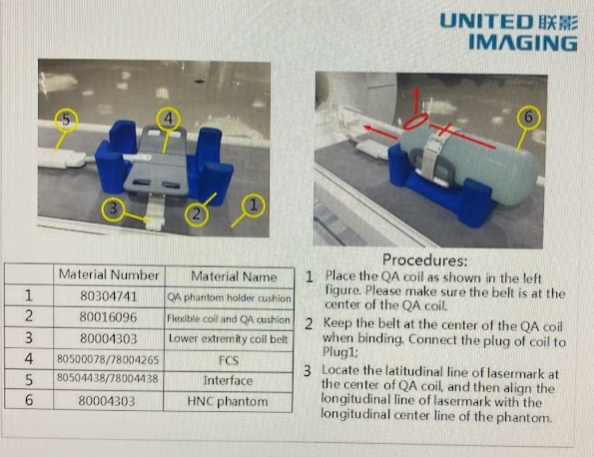 UNITED 联影
IMAGING
5
4
3
2
1
6
Material Number Material Name
1 80304741 QA phantom holder cushion
2 80016096 Flexible coil and QA cushion
3 80004303 Lower extremity coil belt
4 80500078/78004265 FCS
5 80504438/78004438 Interface
6 80004303 HNC phantom
Procedures:
1 Place the QA coil as shown in the left
figure. Please make sure the belt is at the
center of the QA coil.
2 Keep the belt at the center of the QA coil
when binding. Connect the plug of coil to
Plug1;
3 Locate the latitudinal line of lasermark at
the center of QA coil, and then align the
longitudinal line of lasermark with the
longitudinal center line of the phantom.